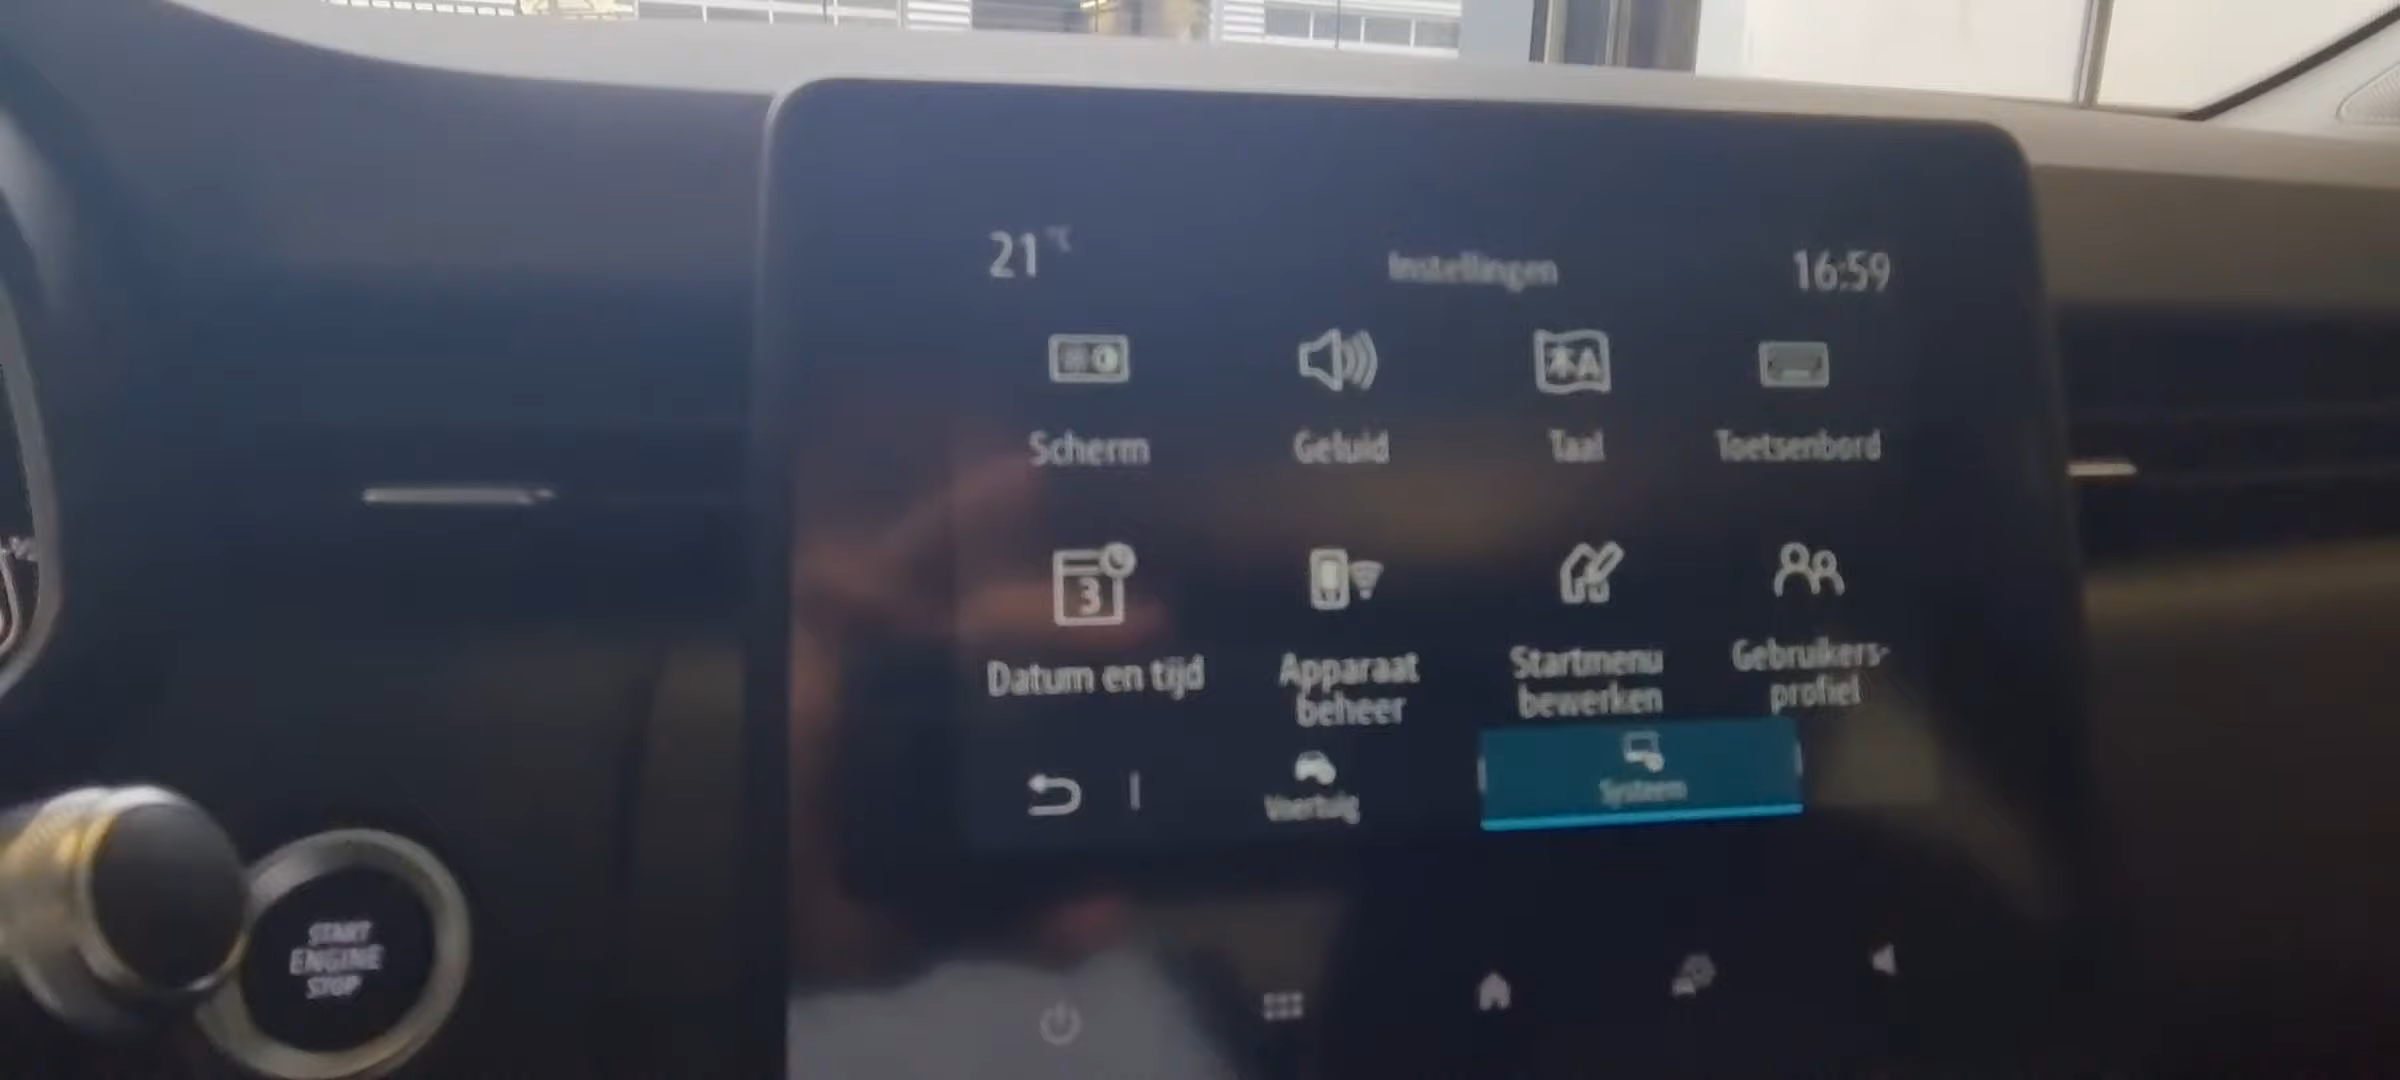 21 °C
Instellingen
16:59
Scherm
Geluid
Taal
Toetsenbord
3
Datum en tijd
Apparaat
beheer
Startmenu
bewerken
Gebruikers-
profiel
Voertuig
Systeem
START
ENGINE
STOP